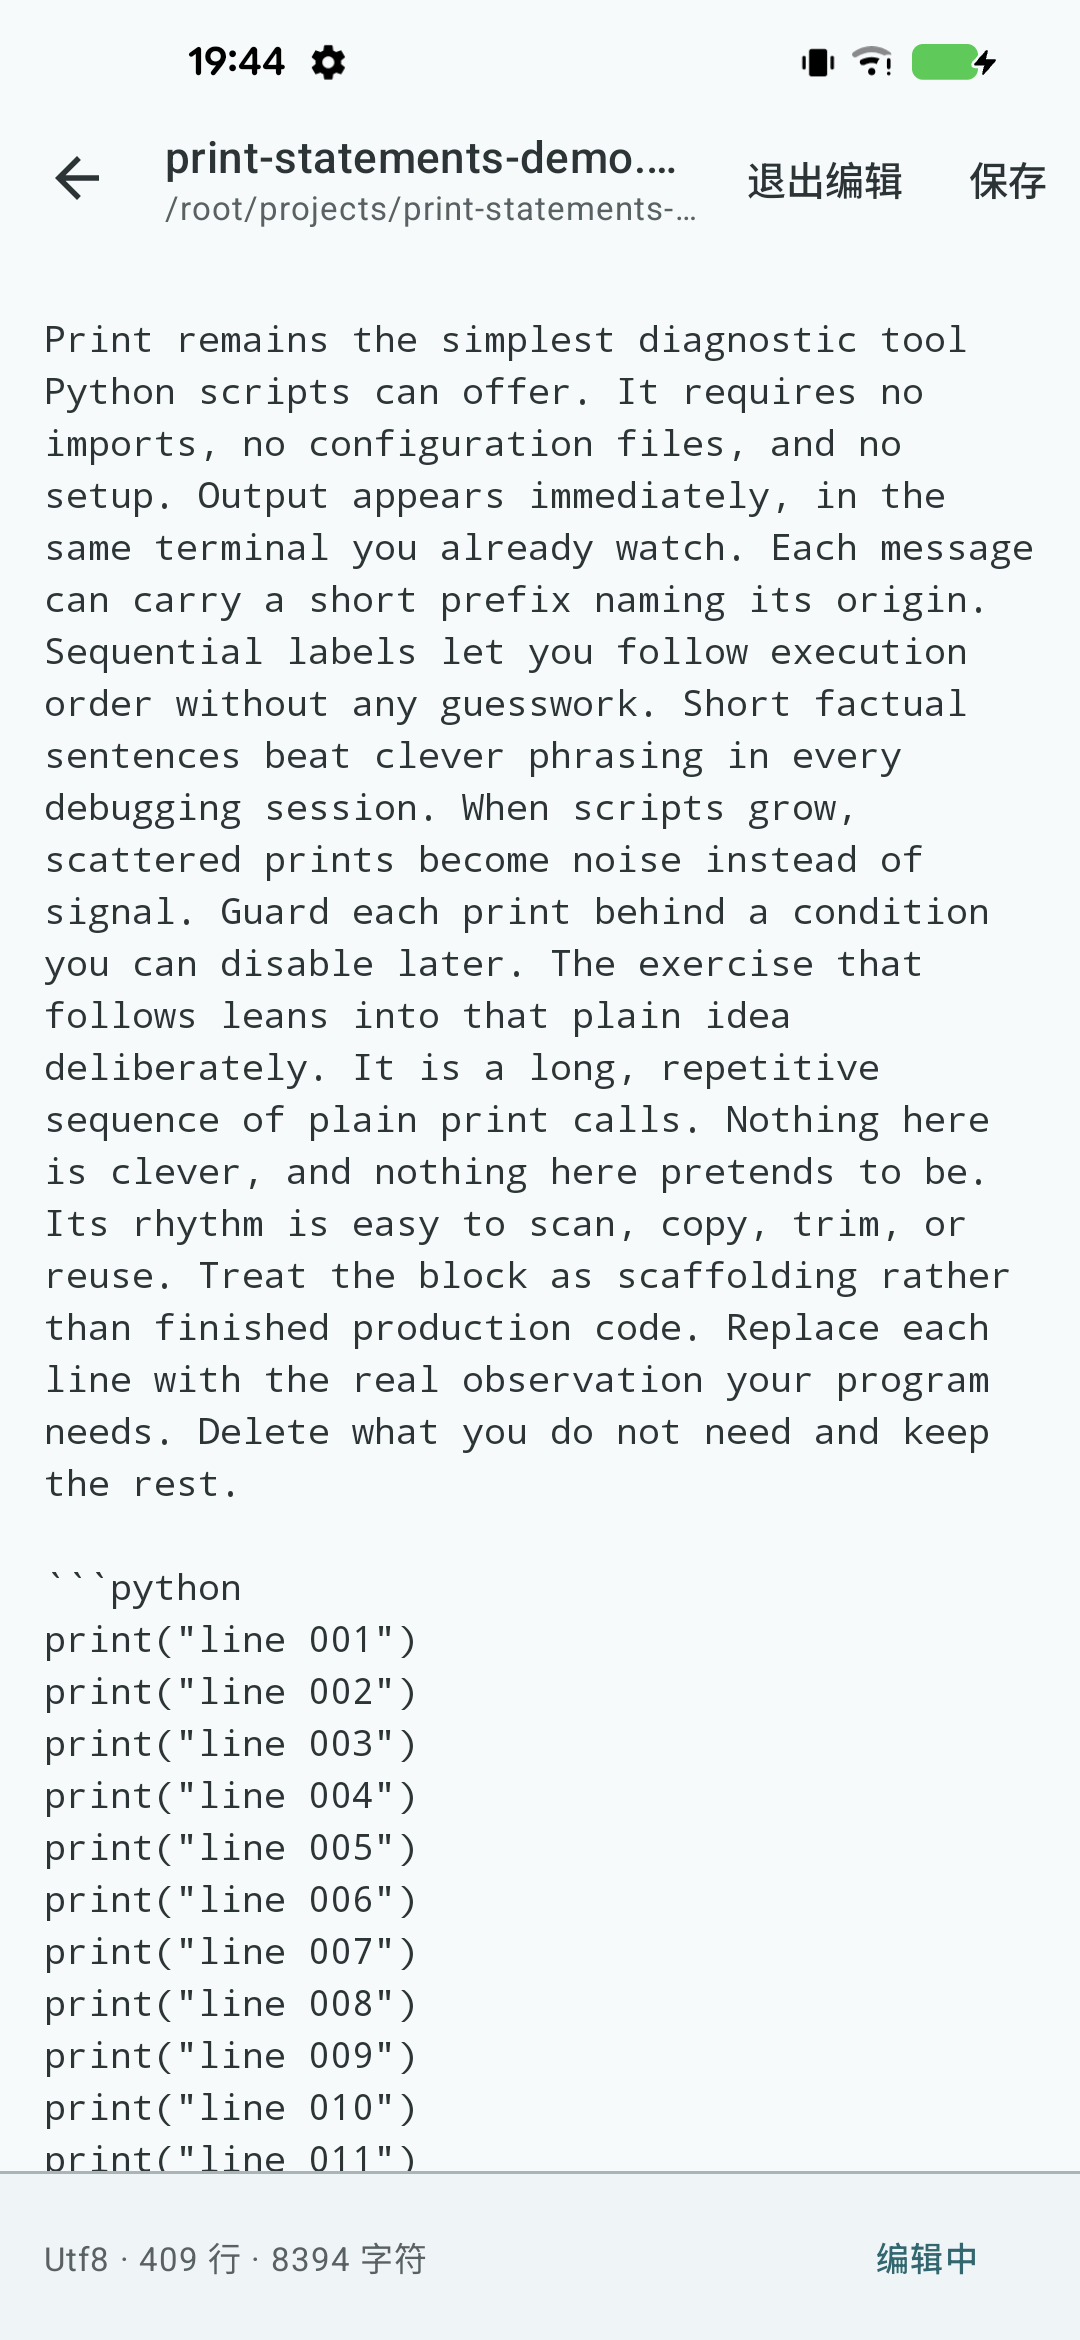 19:44
print-statements-demo....
/root/projects/print-statements-...
退出编辑
保存
Print remains the simplest diagnostic tool
Python scripts can offer. It requires no
imports, no configuration files, and no
setup. Output appears immediately, in the
same terminal you already watch. Each message
can carry a short prefix naming its origin.
Sequential labels let you follow execution
order without any guesswork. Short factual
sentences beat clever phrasing in every
debugging session. When scripts grow,
scattered prints become noise instead of
signal. Guard each print behind a condition
you can disable later. The exercise that
follows leans into that plain idea
deliberately. It is a long, repetitive
sequence of plain print calls. Nothing here
is clever, and nothing here pretends to be.
Its rhythm is easy to scan, copy, trim, or
reuse. Treat the block as scaffolding rather
than finished production code. Replace each
line with the real observation your program
needs. Delete what you do not need and keep
the rest.
```python
print("line 001")
print("line 002")
print("line 003")
print("line 004")
print("line 005")
print("line 006")
print("line 007")
print("line 008")
print("line 009")
print("line 010")
print("line 011")
Utf8 · 409 行 · 8394 字符
编辑中